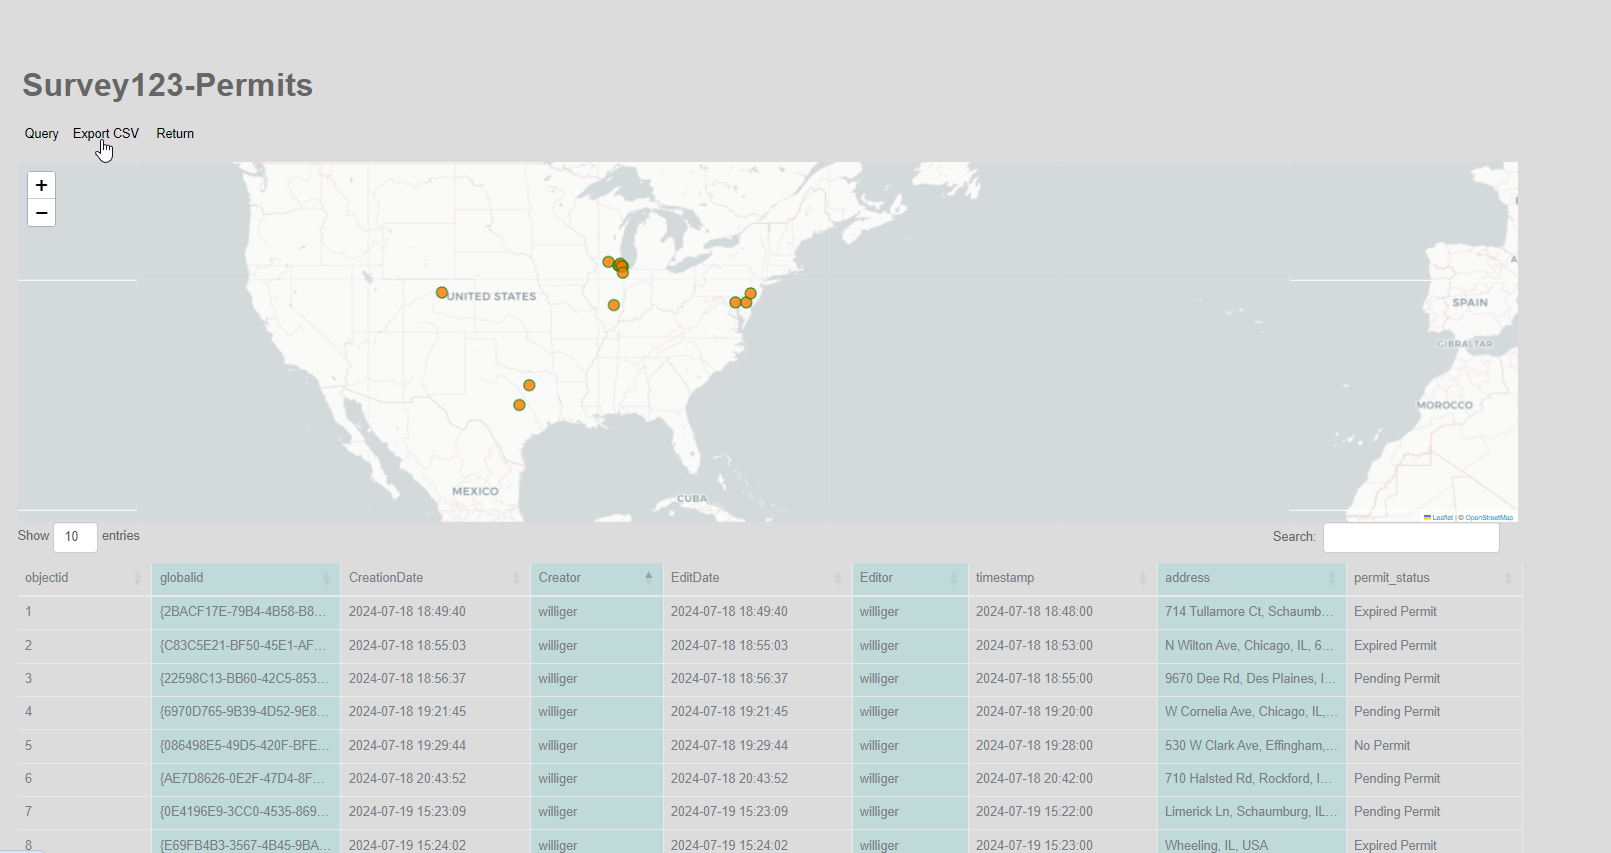 Survey123-Permits
Query Export CSV Return
+
−
UNITED STATES
SPAIN
GIBRALTAR
MOROCCO
MEXICO
CUBA
Leaflet | © OpenStreetMap
Show 10 entries Search:
objectid globalid CreationDate Creator EditDate Editor timestamp address permit_status
1 {2BACF17E-79B4-4B58-B8... 2024-07-18 18:49:40 williger 2024-07-18 18:49:40 williger 2024-07-18 18:48:00 714 Tullamore Ct, Schaumb... Expired Permit
2 {C83C5E21-BF50-45E1-AF... 2024-07-18 18:55:03 williger 2024-07-18 18:55:03 williger 2024-07-18 18:53:00 N Wilton Ave, Chicago, IL, 6... Expired Permit
3 {22598C13-BB60-42C5-853... 2024-07-18 18:56:37 williger 2024-07-18 18:56:37 williger 2024-07-18 18:55:00 9670 Dee Rd, Des Plaines, I... Pending Permit
4 {6970D765-9B39-4D52-9E8... 2024-07-18 19:21:45 williger 2024-07-18 19:21:45 williger 2024-07-18 19:20:00 W Cornelia Ave, Chicago, IL,... Pending Permit
5 {086498E5-49D5-420F-BFE... 2024-07-18 19:29:44 williger 2024-07-18 19:29:44 williger 2024-07-18 19:28:00 530 W Clark Ave, Effingham,... No Permit
6 {AE7D8626-0E2F-47D4-8F... 2024-07-18 20:43:52 williger 2024-07-18 20:43:52 williger 2024-07-18 20:42:00 710 Halsted Rd, Rockford, I... Pending Permit
7 {0E4196E9-3CC0-4535-869... 2024-07-19 15:23:09 williger 2024-07-19 15:23:09 williger 2024-07-19 15:22:00 Limerick Ln, Schaumburg, IL... Pending Permit
8 {E69FB4B3-3567-4B45-9BA... 2024-07-19 15:24:02 williger 2024-07-19 15:24:02 williger 2024-07-19 15:23:00 Wheeling, IL, USA Expired Permit